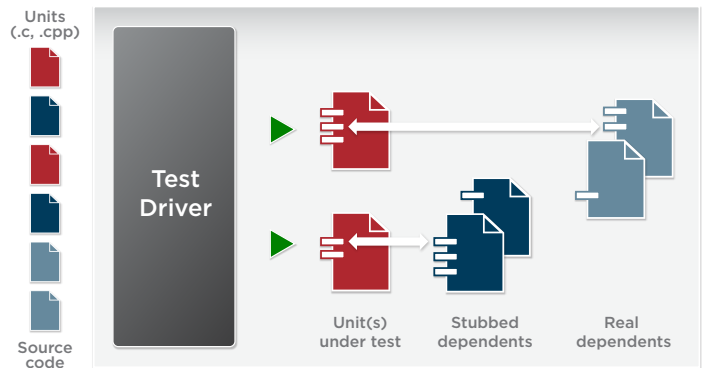 Units
(.c, .cpp)
Source
code
Test
Driver
Unit(s)
under test
Stubbed
dependents
Real
dependents